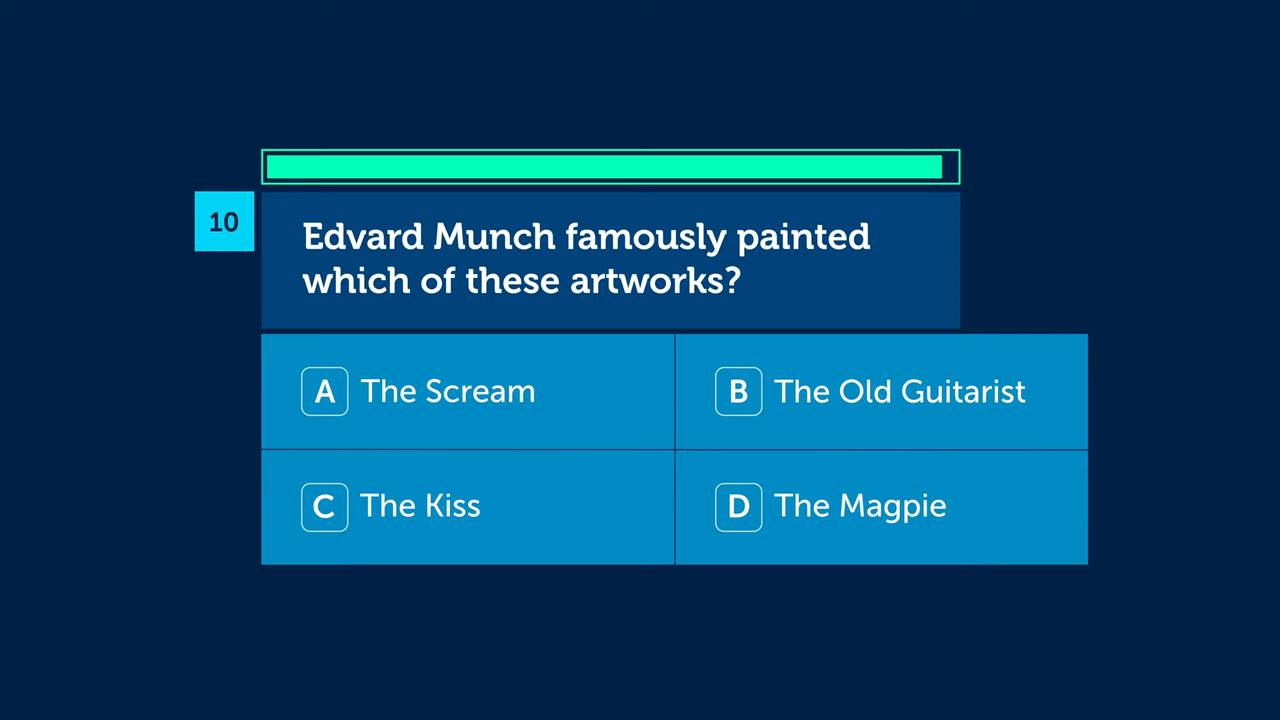 10
Edvard Munch famously painted
which of these artworks?
A The Scream
B The Old Guitarist
C The Kiss
D The Magpie